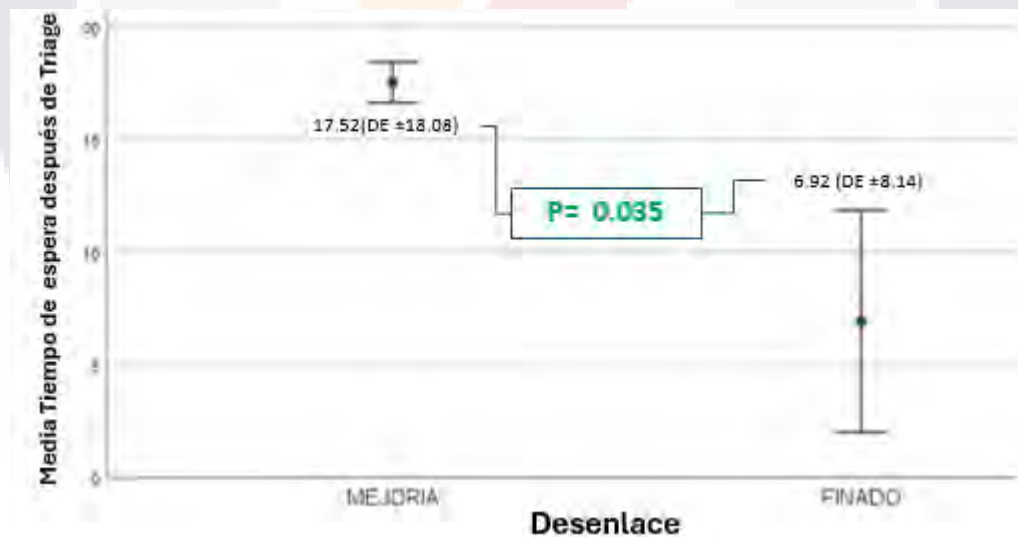 Media Tiempo de espera después de Triage
20
15
10
5
0
17.52(DE ±18.08)
6.92 (DE ±8.14)
P= 0.035
MEJORIA
FINADO
Desenlace